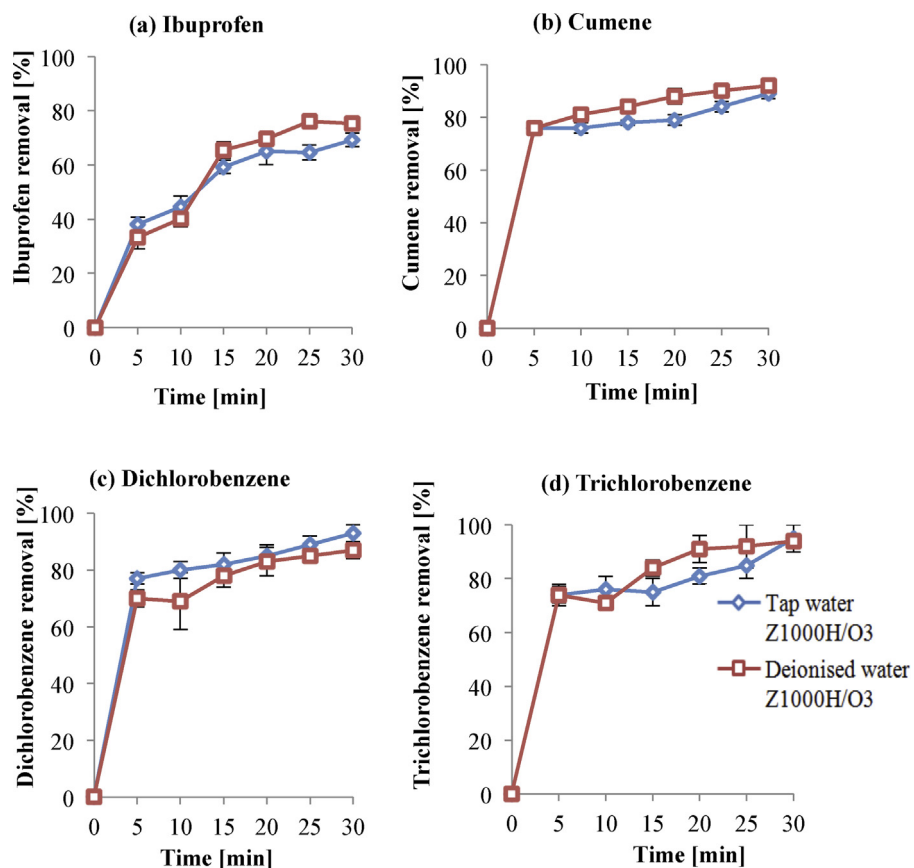 (a) Ibuprofen
Ibuprofen removal [%]
100
80
60
40
20
0
0 5 10 15 20 25 30
Time [min]
(b) Cumene
Cumene removal [%]
100
80
60
40
20
0
0 5 10 15 20 25 30
Time [min]
(c) Dichlorobenzene
Dichlorobenzene removal [%]
100
80
60
40
20
0
0 5 10 15 20 25 30
Time [min]
(d) Trichlorobenzene
Trichlorobenzene removal [%]
100
80
60
40
20
0
0 5 10 15 20 25 30
Time [min]
Tap water
Z1000H/O3
Deionised water
Z1000H/O3